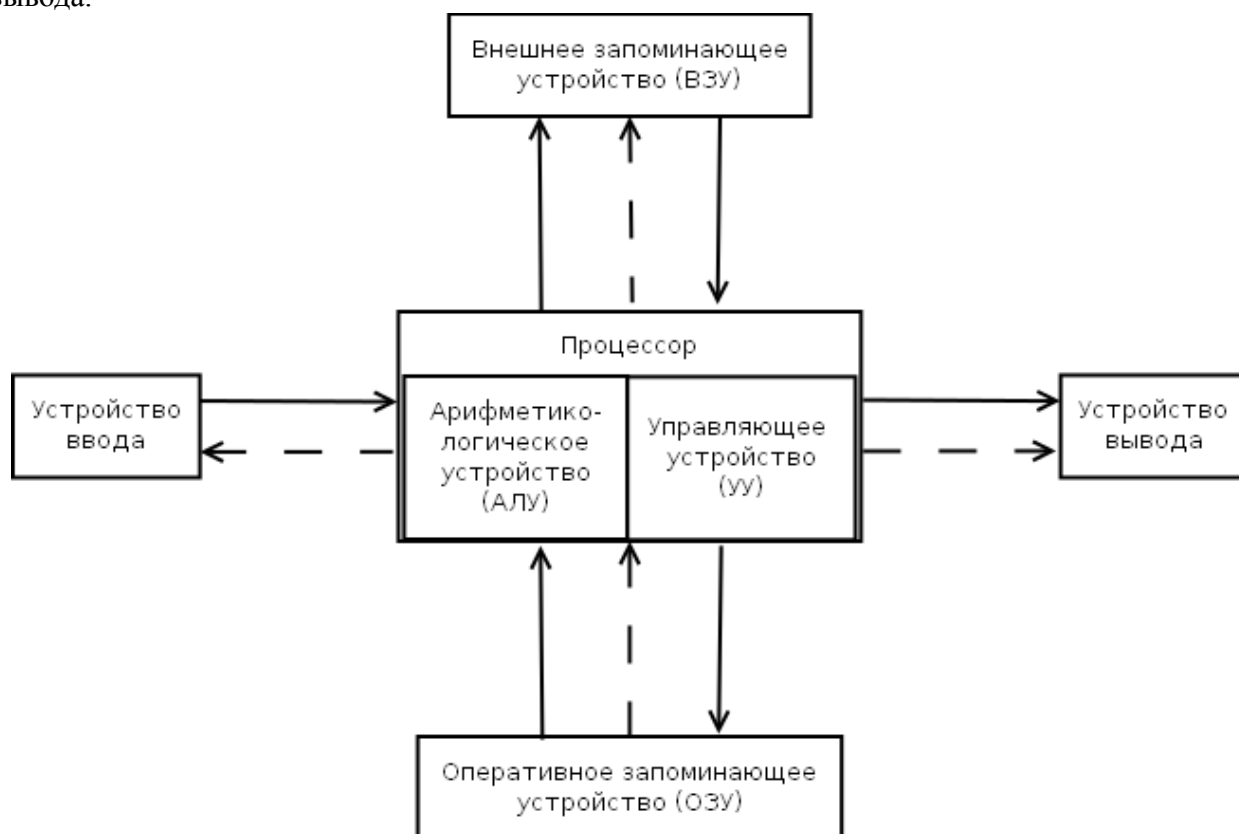 вывода.
Внешнее запоминающее
устройство (ВЗУ)
Процессор
Устройство
ввода
Арифметико-
логическое
устройство
(АЛУ)
Управляющее
устройство
(УУ)
Устройство
вывода
Оперативное запоминающее
устройство (ОЗУ)